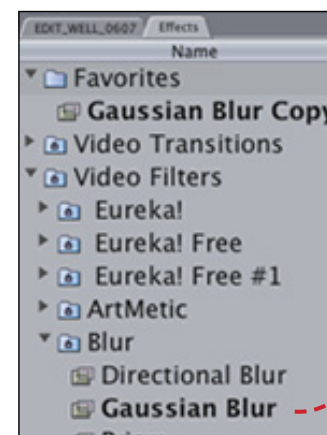 EDIT_WELL_0607 Effects
Name
Favorites
Gaussian Blur Copy
Video Transitions
Video Filters
Eureka!
Eureka! Free
Eureka! Free #1
ArtMetic
Blur
Directional Blur
Gaussian Blur